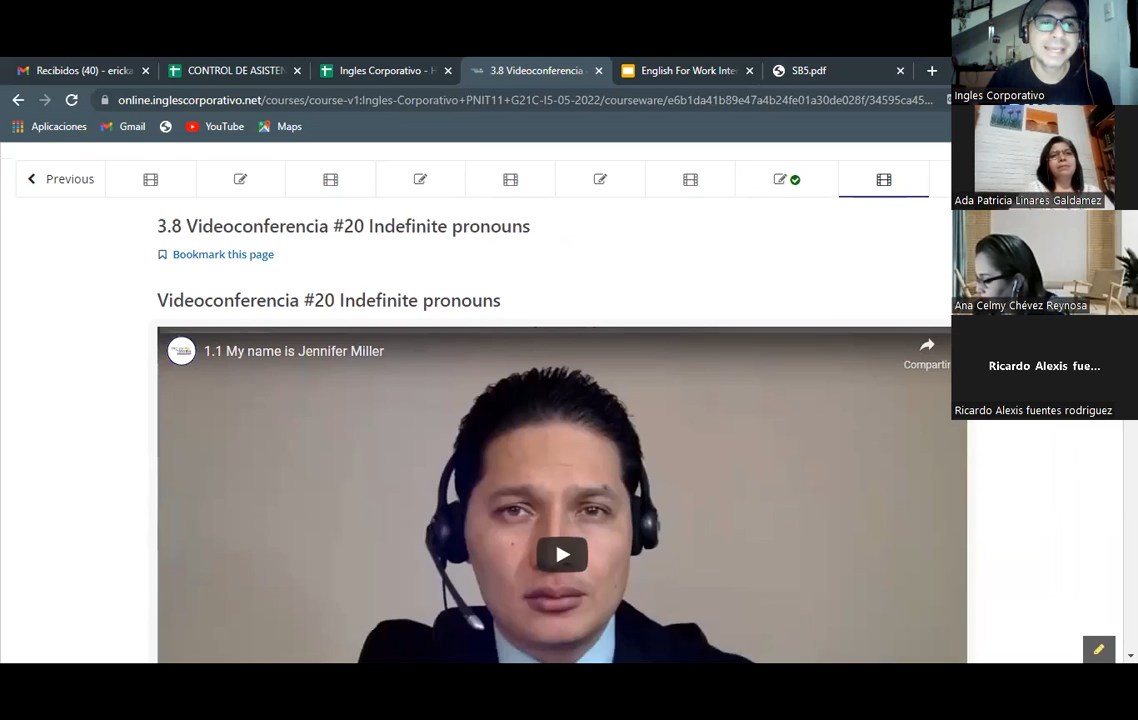 Recibidos (40) - ericka
CONTROL DE ASISTEN
Ingles Corporativo - H
3.8 Videoconferencia
English For Work Inte
SB5.pdf
online.inglescorporativo.net/courses/course-v1:Ingles-Corporativo+PNIT11+G21C-I5-05-2022/courseware/e6b1da41b89e47a4b24fe01a30de028f/34595ca45...
Aplicaciones
Gmail
YouTube
Maps
Previous
3.8 Videoconferencia #20 Indefinite pronouns
Bookmark this page
Videoconferencia #20 Indefinite pronouns
1.1 My name is Jennifer Miller
Compartir
Ingles Corporativo
Ada Patricia Linares Galdamez
Ana Celmy Chévez Reynosa
Ricardo Alexis fue...
Ricardo Alexis fuentes rodriguez